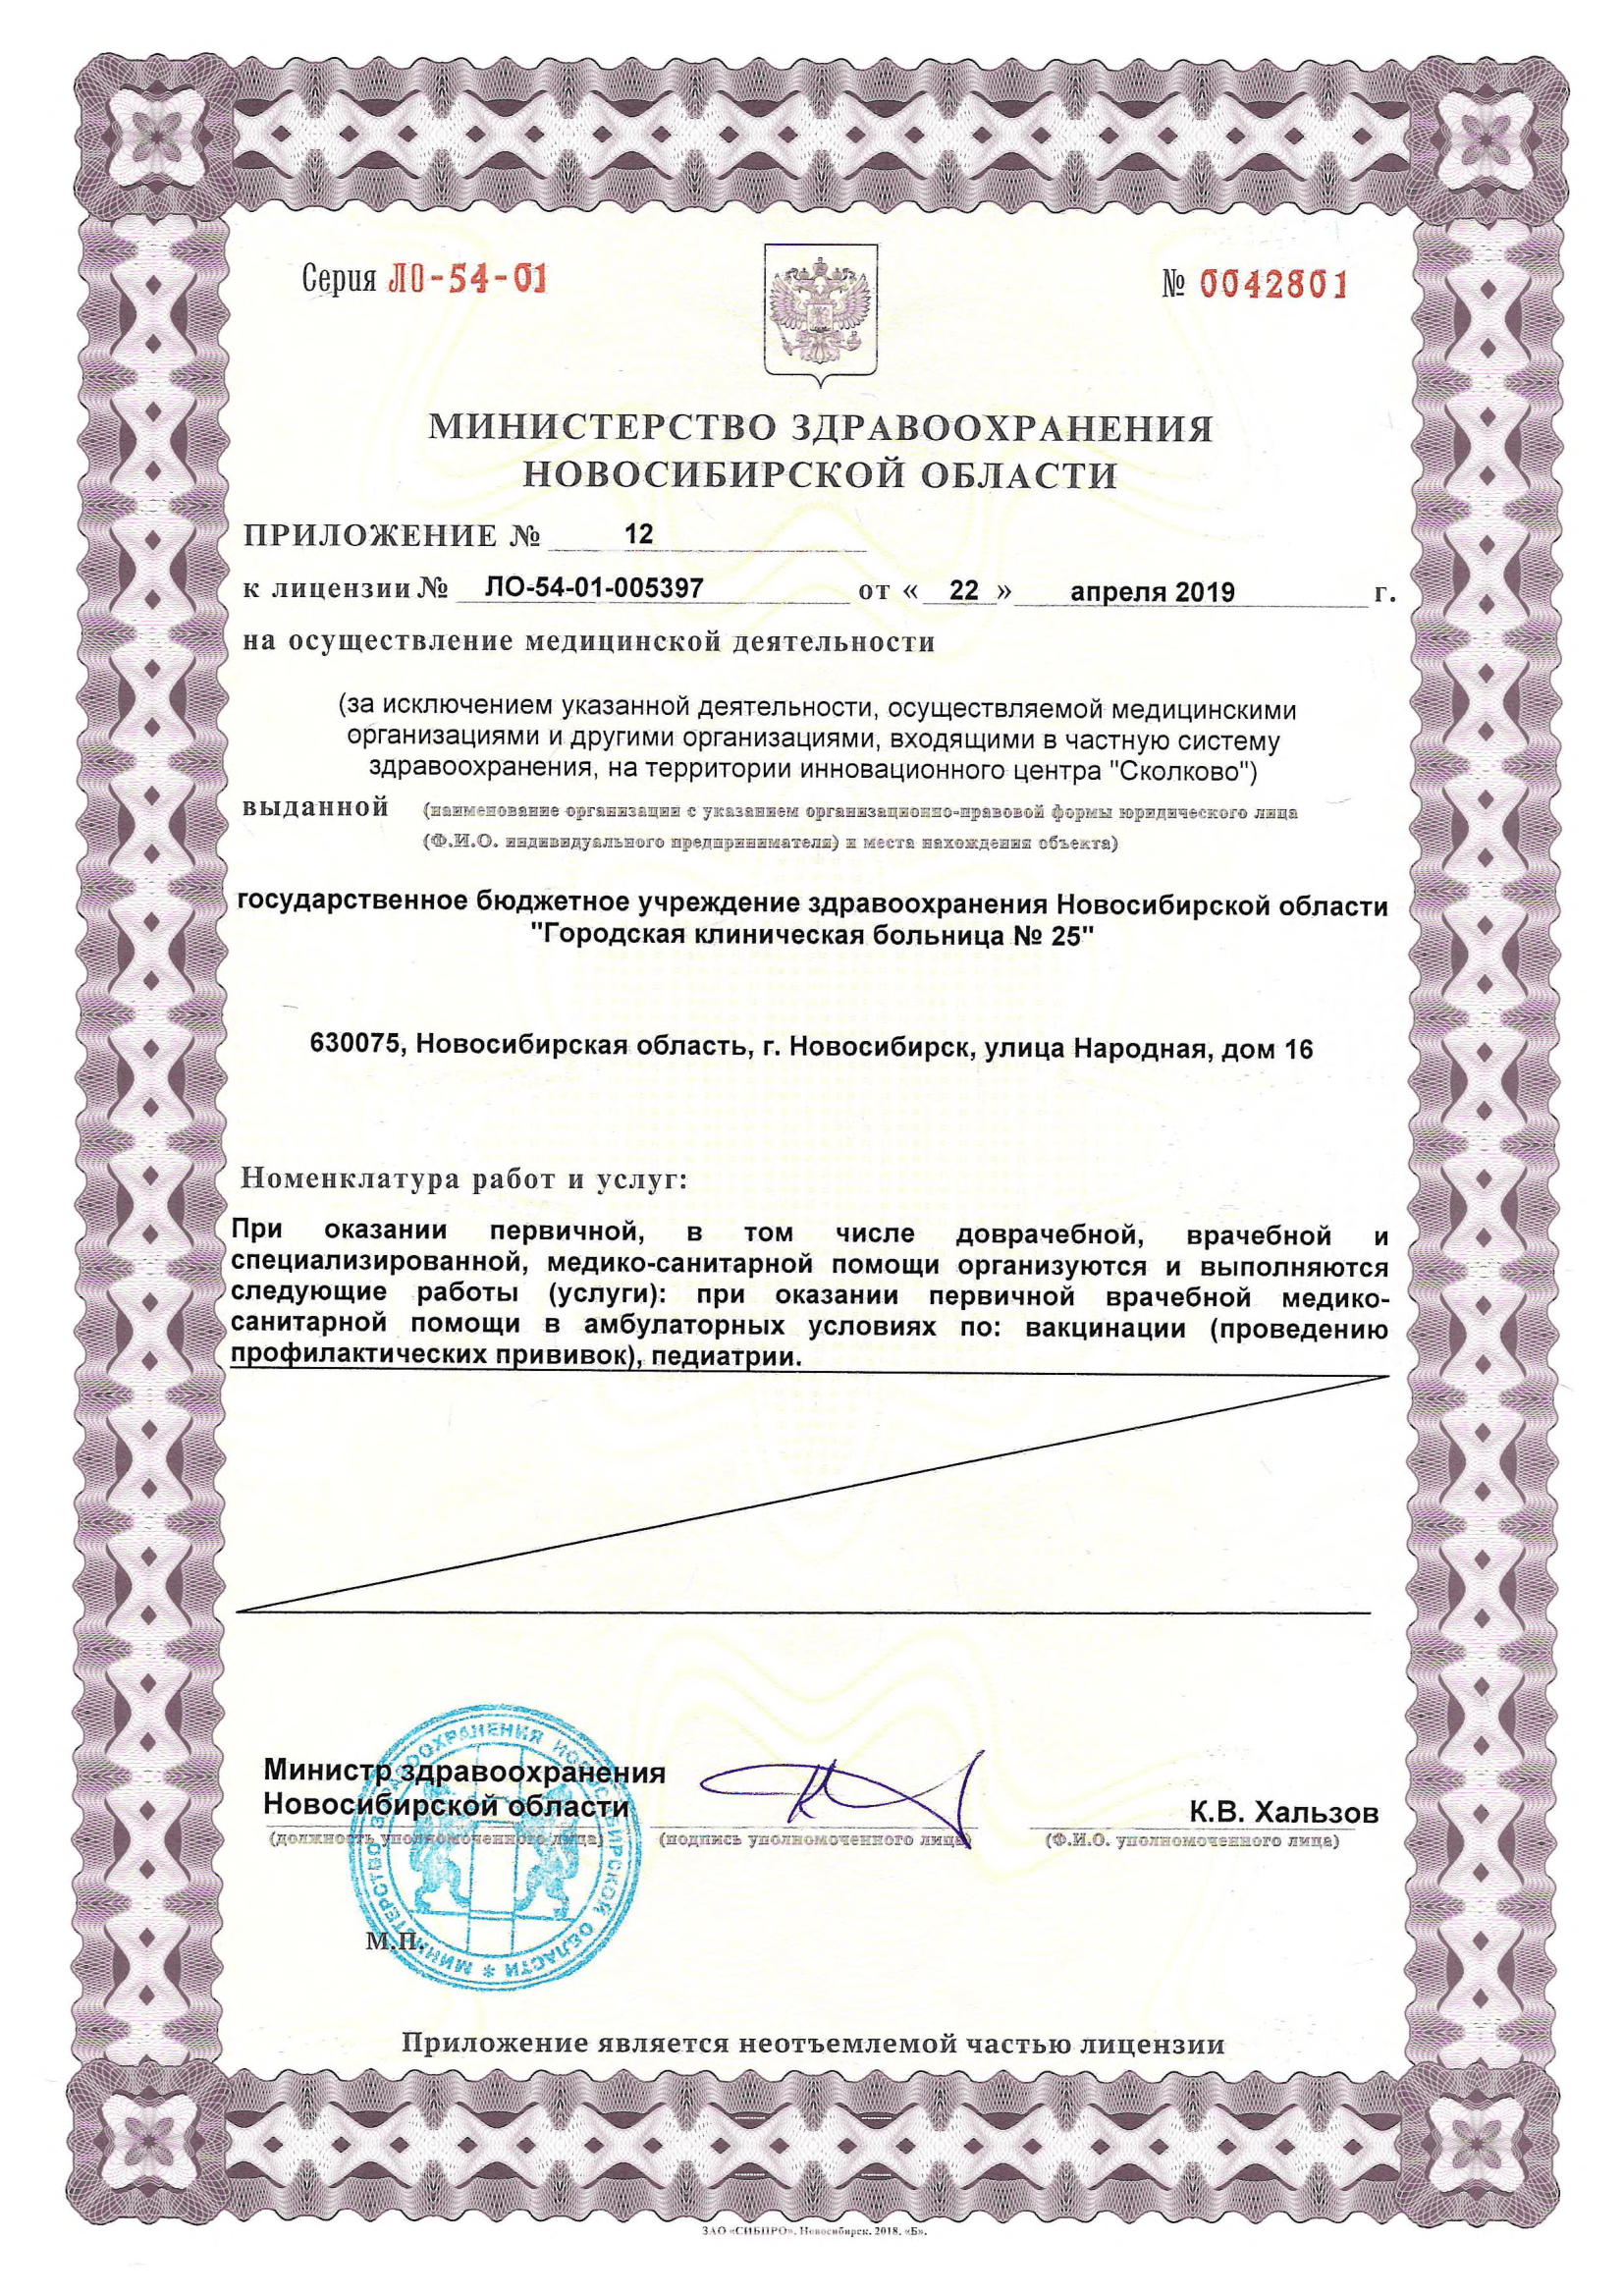 Серия ЛО-54-01
№ 0042801
МИНИСТЕРСТВО ЗДРАВООХРАНЕНИЯ
НОВОСИБИРСКОЙ ОБЛАСТИ
ПРИЛОЖЕНИЕ № 12
к лицензии № ЛО-54-01-005397 от « 22 » апреля 2019 г.
на осуществление медицинской деятельности
(за исключением указанной деятельности, осуществляемой медицинскими
организациями и другими организациями, входящими в частную систему
здравоохранения, на территории инновационного центра "Сколково")
выданной (наименование организации с указанием организационно-правовой формы юридического лица
(Ф.И.О. индивидуального предпринимателя) и места нахождения объекта)
государственное бюджетное учреждение здравоохранения Новосибирской области
"Городская клиническая больница № 25"
630075, Новосибирская область, г. Новосибирск, улица Народная, дом 16
Номенклатура работ и услуг:
При оказании первичной, в том числе доврачебной, врачебной и
специализированной, медико-санитарной помощи организуются и выполняются
следующие работы (услуги): при оказании первичной врачебной медико-
санитарной помощи в амбулаторных условиях по: вакцинации (проведению
профилактических прививок), педиатрии.
Министр здравоохранения
Новосибирской области
К.В. Хальзов
(должность уполномоченного лица)
(подпись уполномоченного лица)
(Ф.И.О. уполномоченного лица)
МИНИСТЕРСТВО ЗДРАВООХРАНЕНИЯ НОВОСИБИРСКОЙ ОБЛАСТИ *
М.П.
Приложение является неотъемлемой частью лицензии
ЗАО «СИБПРО», Новосибирск, 2018, «Б».